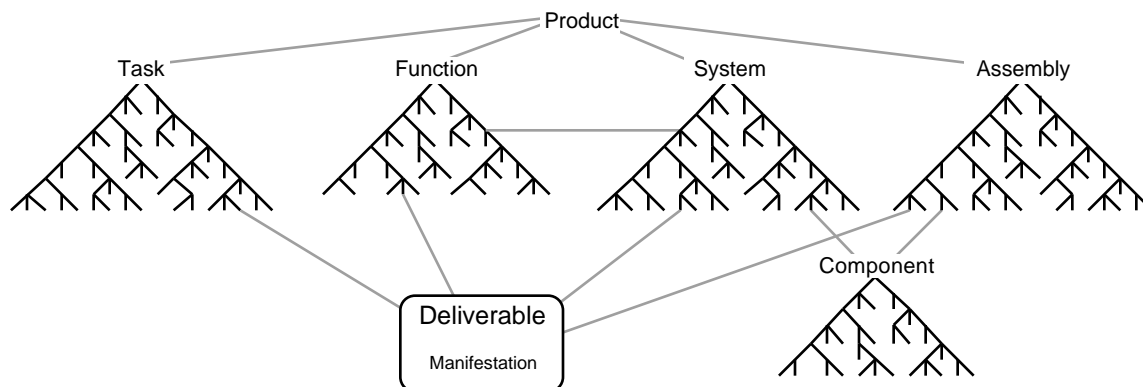 Product
Task Function System Assembly
Component
Deliverable
Manifestation